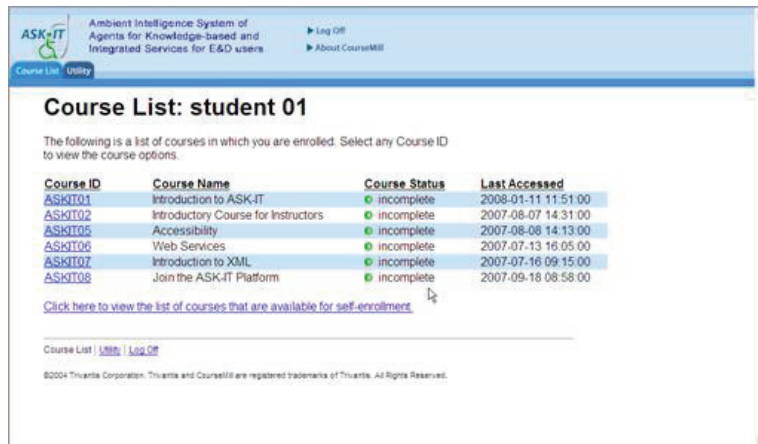 ASK-IT
Ambient Intelligence System of
Agents for Knowledge-based and
Integrated Services for E&D users
Log Off
About CourseMill
Course List Utility
Course List: student 01
The following is a list of courses in which you are enrolled. Select any Course ID
to view the course options.
Course ID Course Name Course Status Last Accessed
ASKIT01 Introduction to ASK-IT incomplete 2008-01-11 11:51:00
ASKIT02 Introductory Course for Instructors incomplete 2007-08-07 14:31:00
ASKIT05 Accessibility incomplete 2007-08-08 14:13:00
ASKIT06 Web Services incomplete 2007-07-13 16:05:00
ASKIT07 Introduction to XML incomplete 2007-07-16 09:15:00
ASKIT08 Join the ASK-IT Platform incomplete 2007-09-18 08:58:00
Click here to view the list of courses that are available for self-enrollment.
Course List | Utility | Log Off
©2004 Trivantis Corporation. Trivantis and CourseMill are registered trademarks of Trivantis. All Rights Reserved.